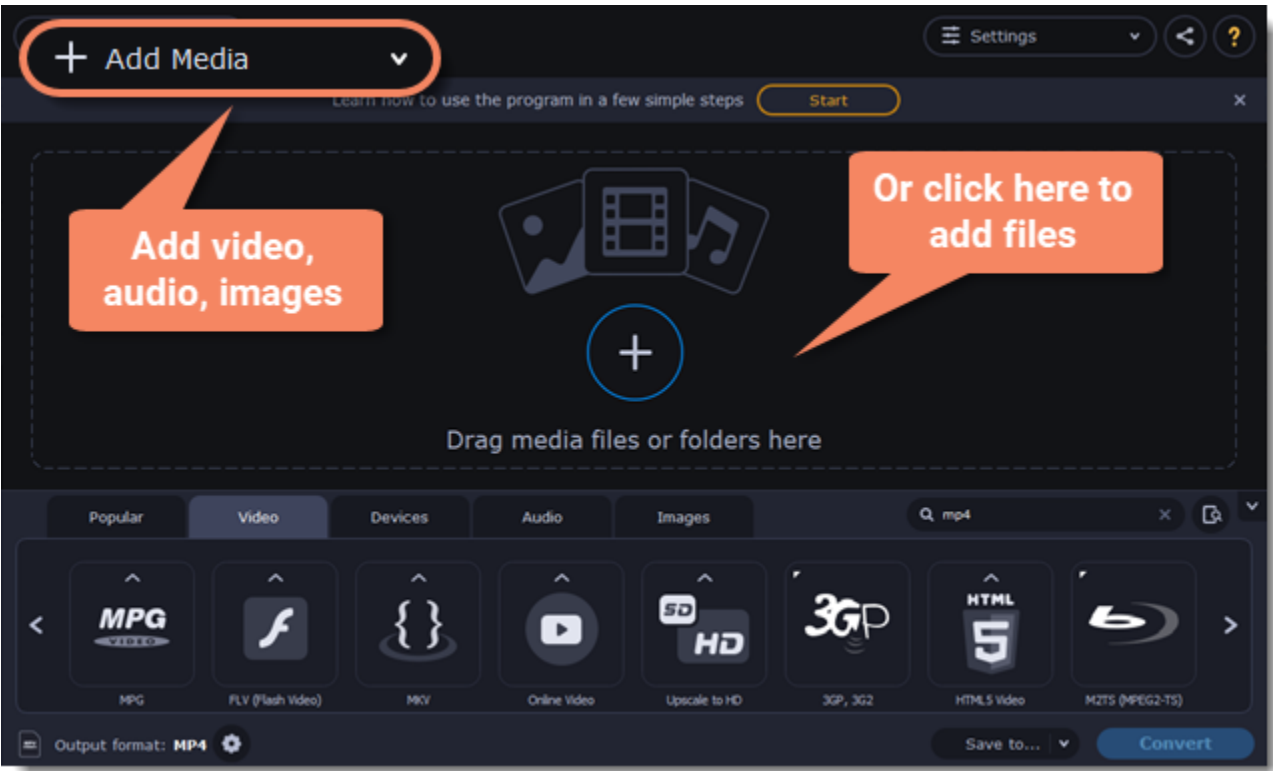 Add Media
Settings
?
Learn how to use the program in a few simple steps
Start
Add video,
audio, images
Or click here to
add files
Drag media files or folders here
Popular
Video
Devices
Audio
Images
mp4
MPG
VIDEO
SD
HD
3GP
HTML
5
MPG
FLV (Flash Video)
MKV
Online Video
Upscale to HD
3GP, 3G2
HTML5 Video
M2TS (MPEG2-TS)
Output format: MP4
Save to...
Convert